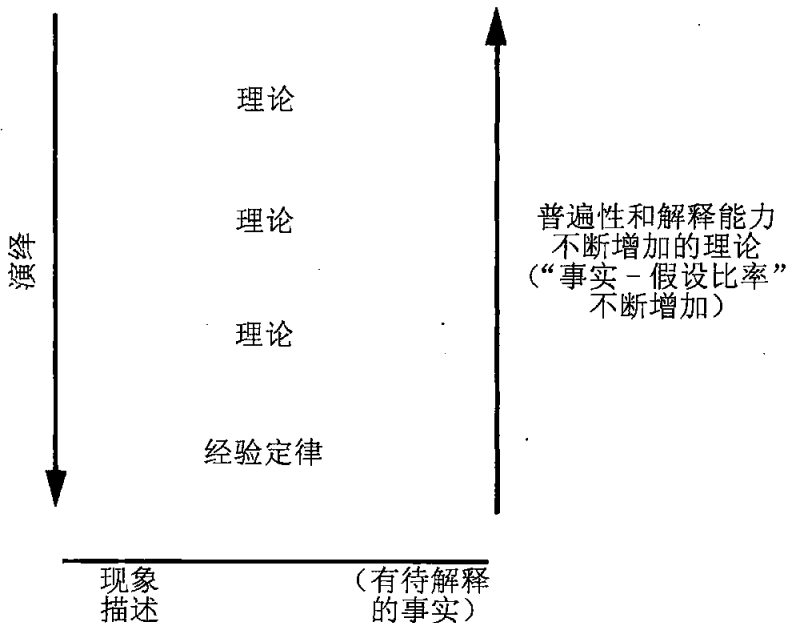 理论
理论
演绎
普遍性和解释能力
不断增加的理论
（“事实－假设比率”
不断增加）
理论
经验定律
现象
描述
（有待解释
的事实）